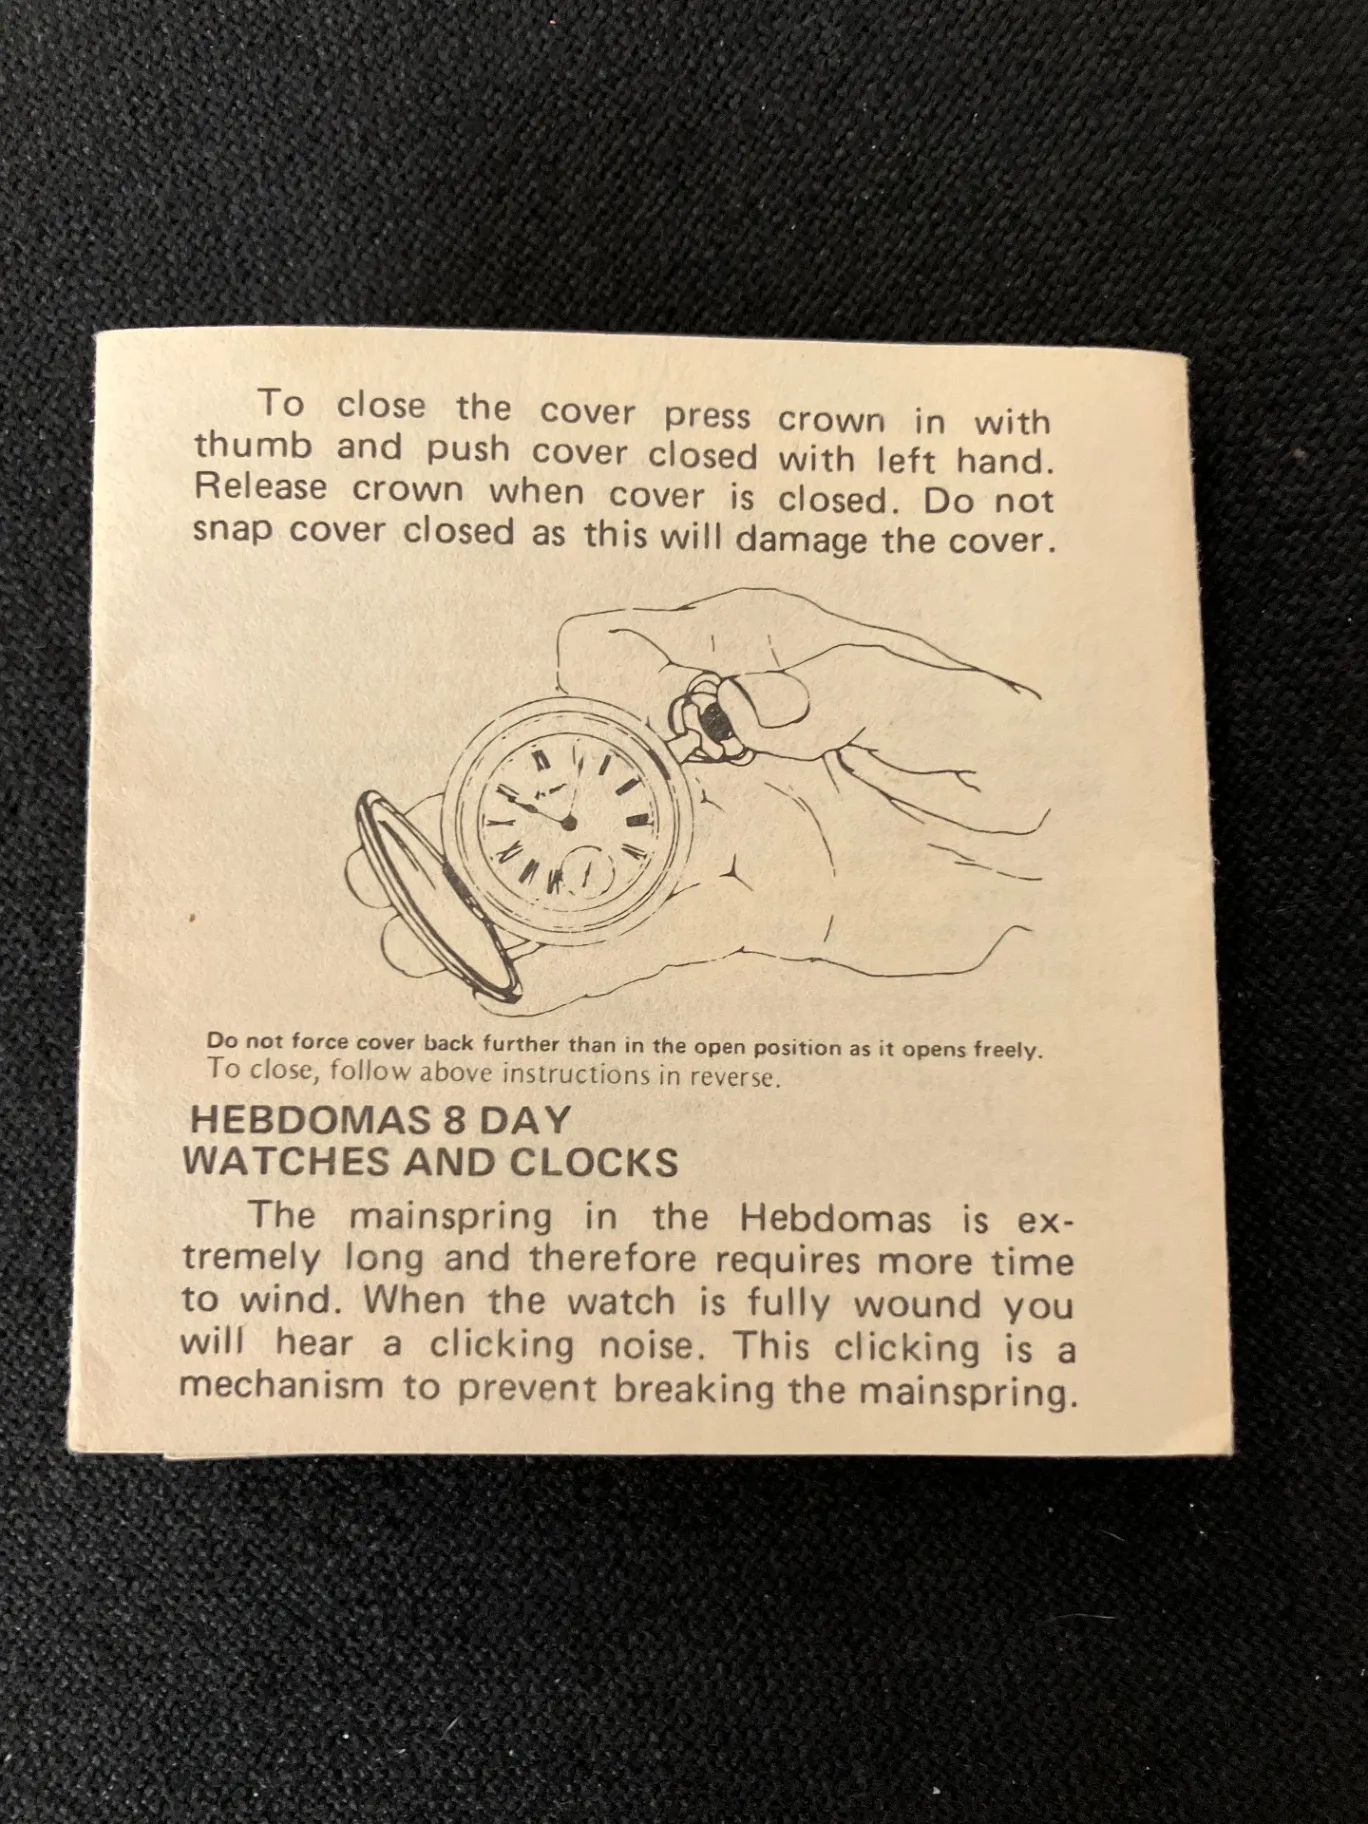 To close the cover press crown in with
thumb and push cover closed with left hand.
Release crown when cover is closed. Do not
snap cover closed as this will damage the cover.
Do not force cover back further than in the open position as it opens freely.
To close, follow above instructions in reverse.
HEBDOMAS 8 DAY
WATCHES AND CLOCKS
The mainspring in the Hebdomas is ex-
tremely long and therefore requires more time
to wind. When the watch is fully wound you
will hear a clicking noise. This clicking is a
mechanism to prevent breaking the mainspring.